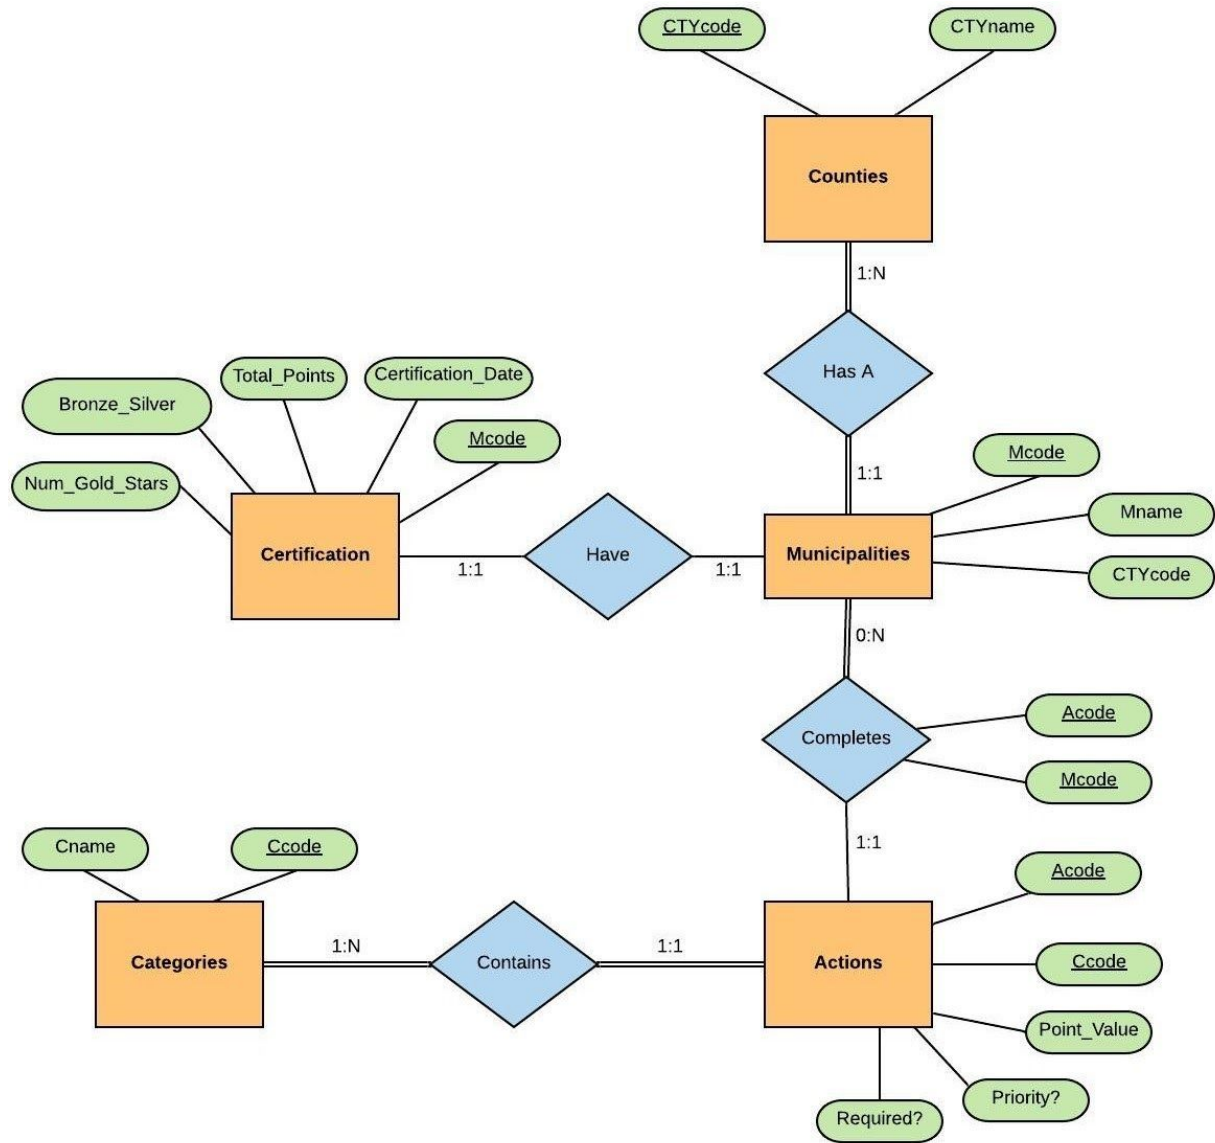 CTYcode
CTYname
Counties
1:N
Has A
1:1
Bronze_Silver
Total_Points
Certification_Date
Mcode
Num_Gold_Stars
Certification
1:1
Have
1:1
Municipalities
Mcode
Mname
CTYcode
0:N
Completes
Acode
Mcode
1:1
Cname
Ccode
Categories
1:N
Contains
1:1
Actions
Acode
Ccode
Point_Value
Priority?
Required?